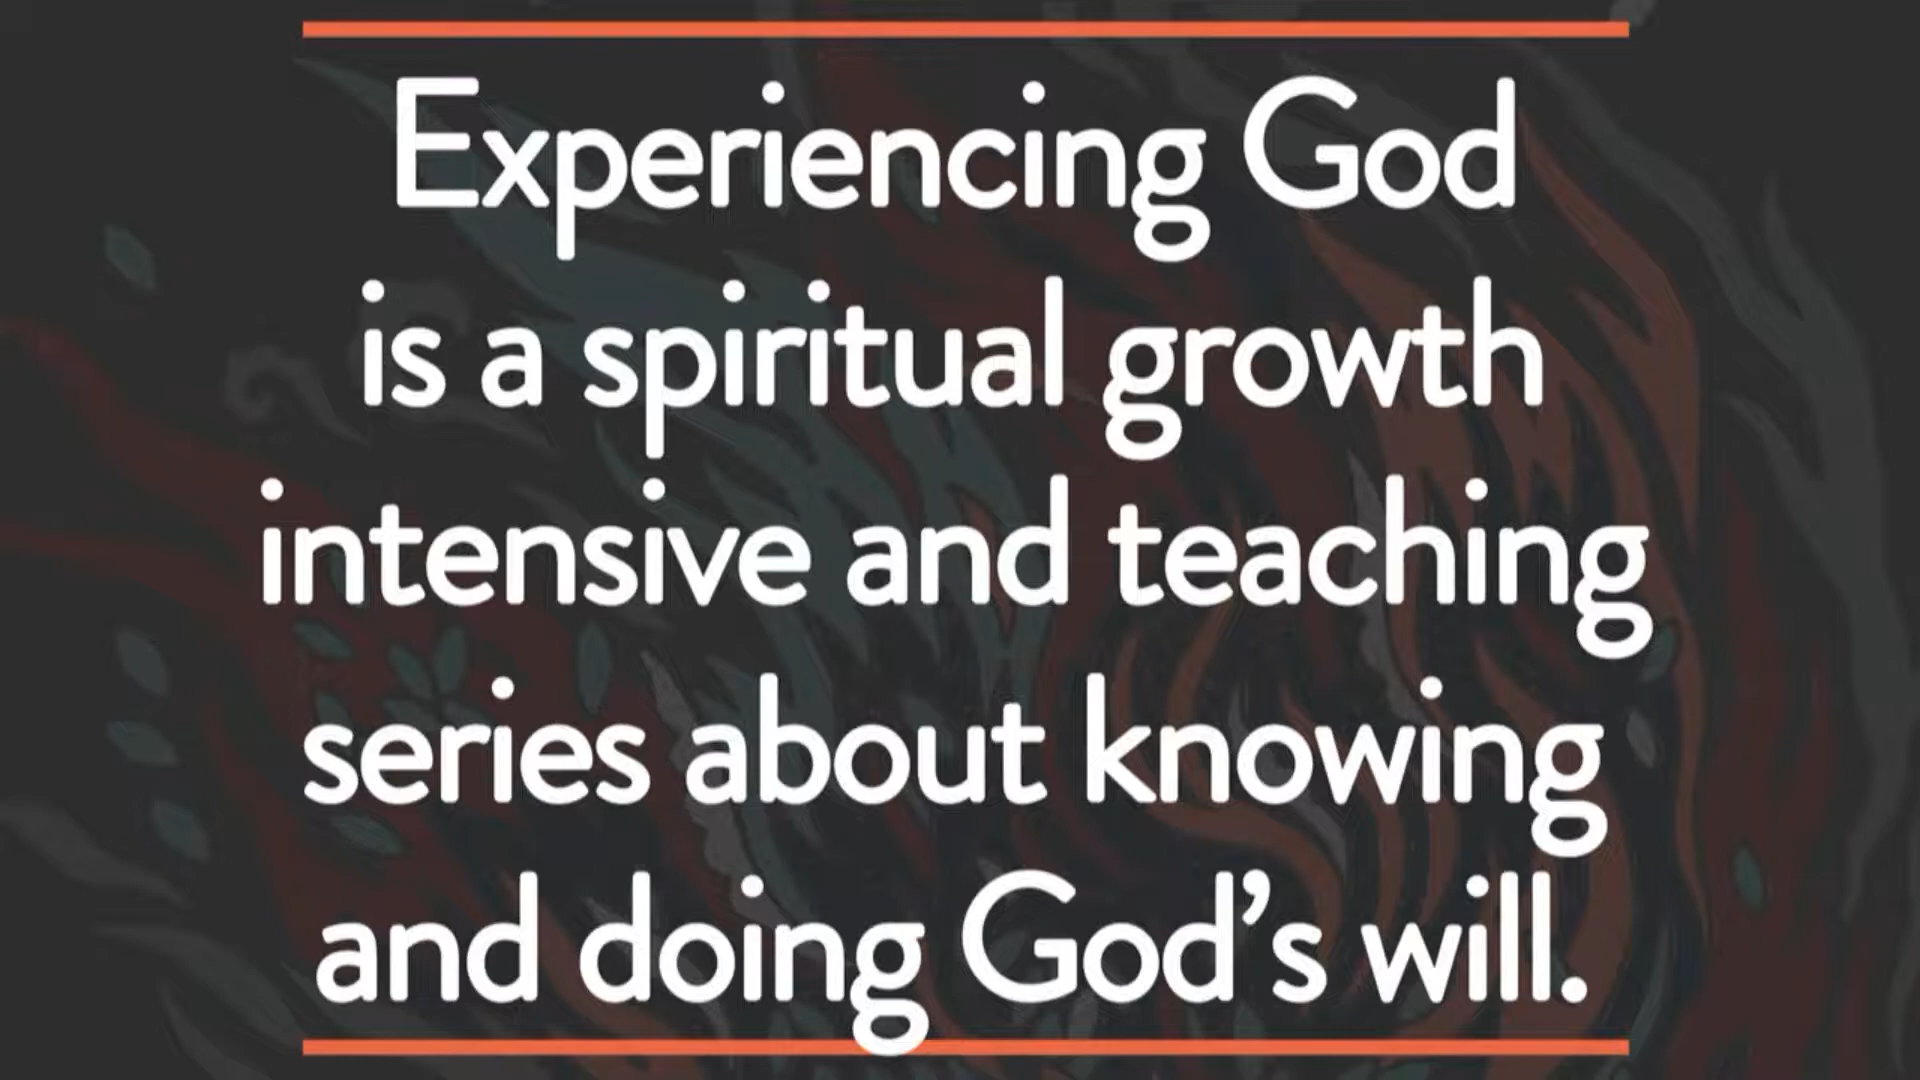 Experiencing God
is a spiritual growth
intensive and teaching
series about knowing
and doing God’s will.